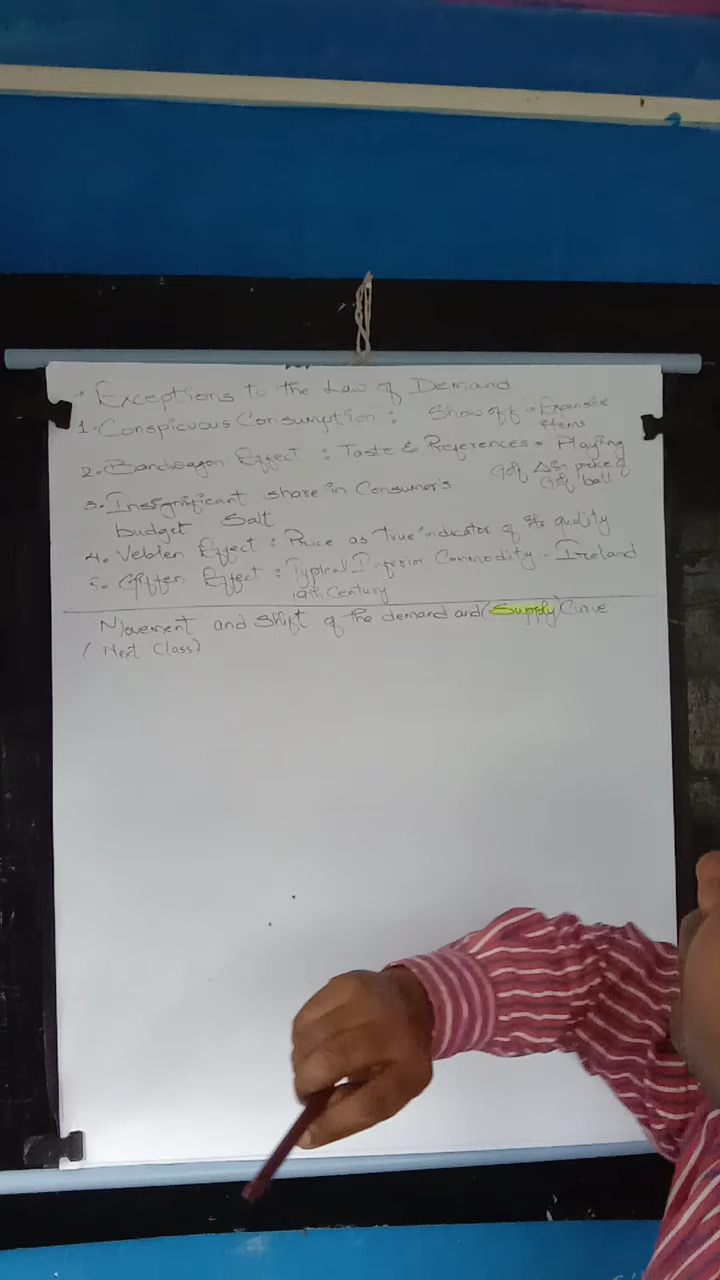 Exceptions to the Law of Demand
1. Conspicuous Consumption : Show off - Expensive
items
2. Bandwagon Effect : Taste & References - Playing
Golf Δ in price of
Golf ball
3. Insignificant share in Consumer's
budget Salt
4. Veblen Effect : Price as true indicator of its quality
5. Giffen Effect : Typical Inferior Commodity . Ireland
19th Century
Movement and Shift of the demand and (Supply) Curve
(Next Class)